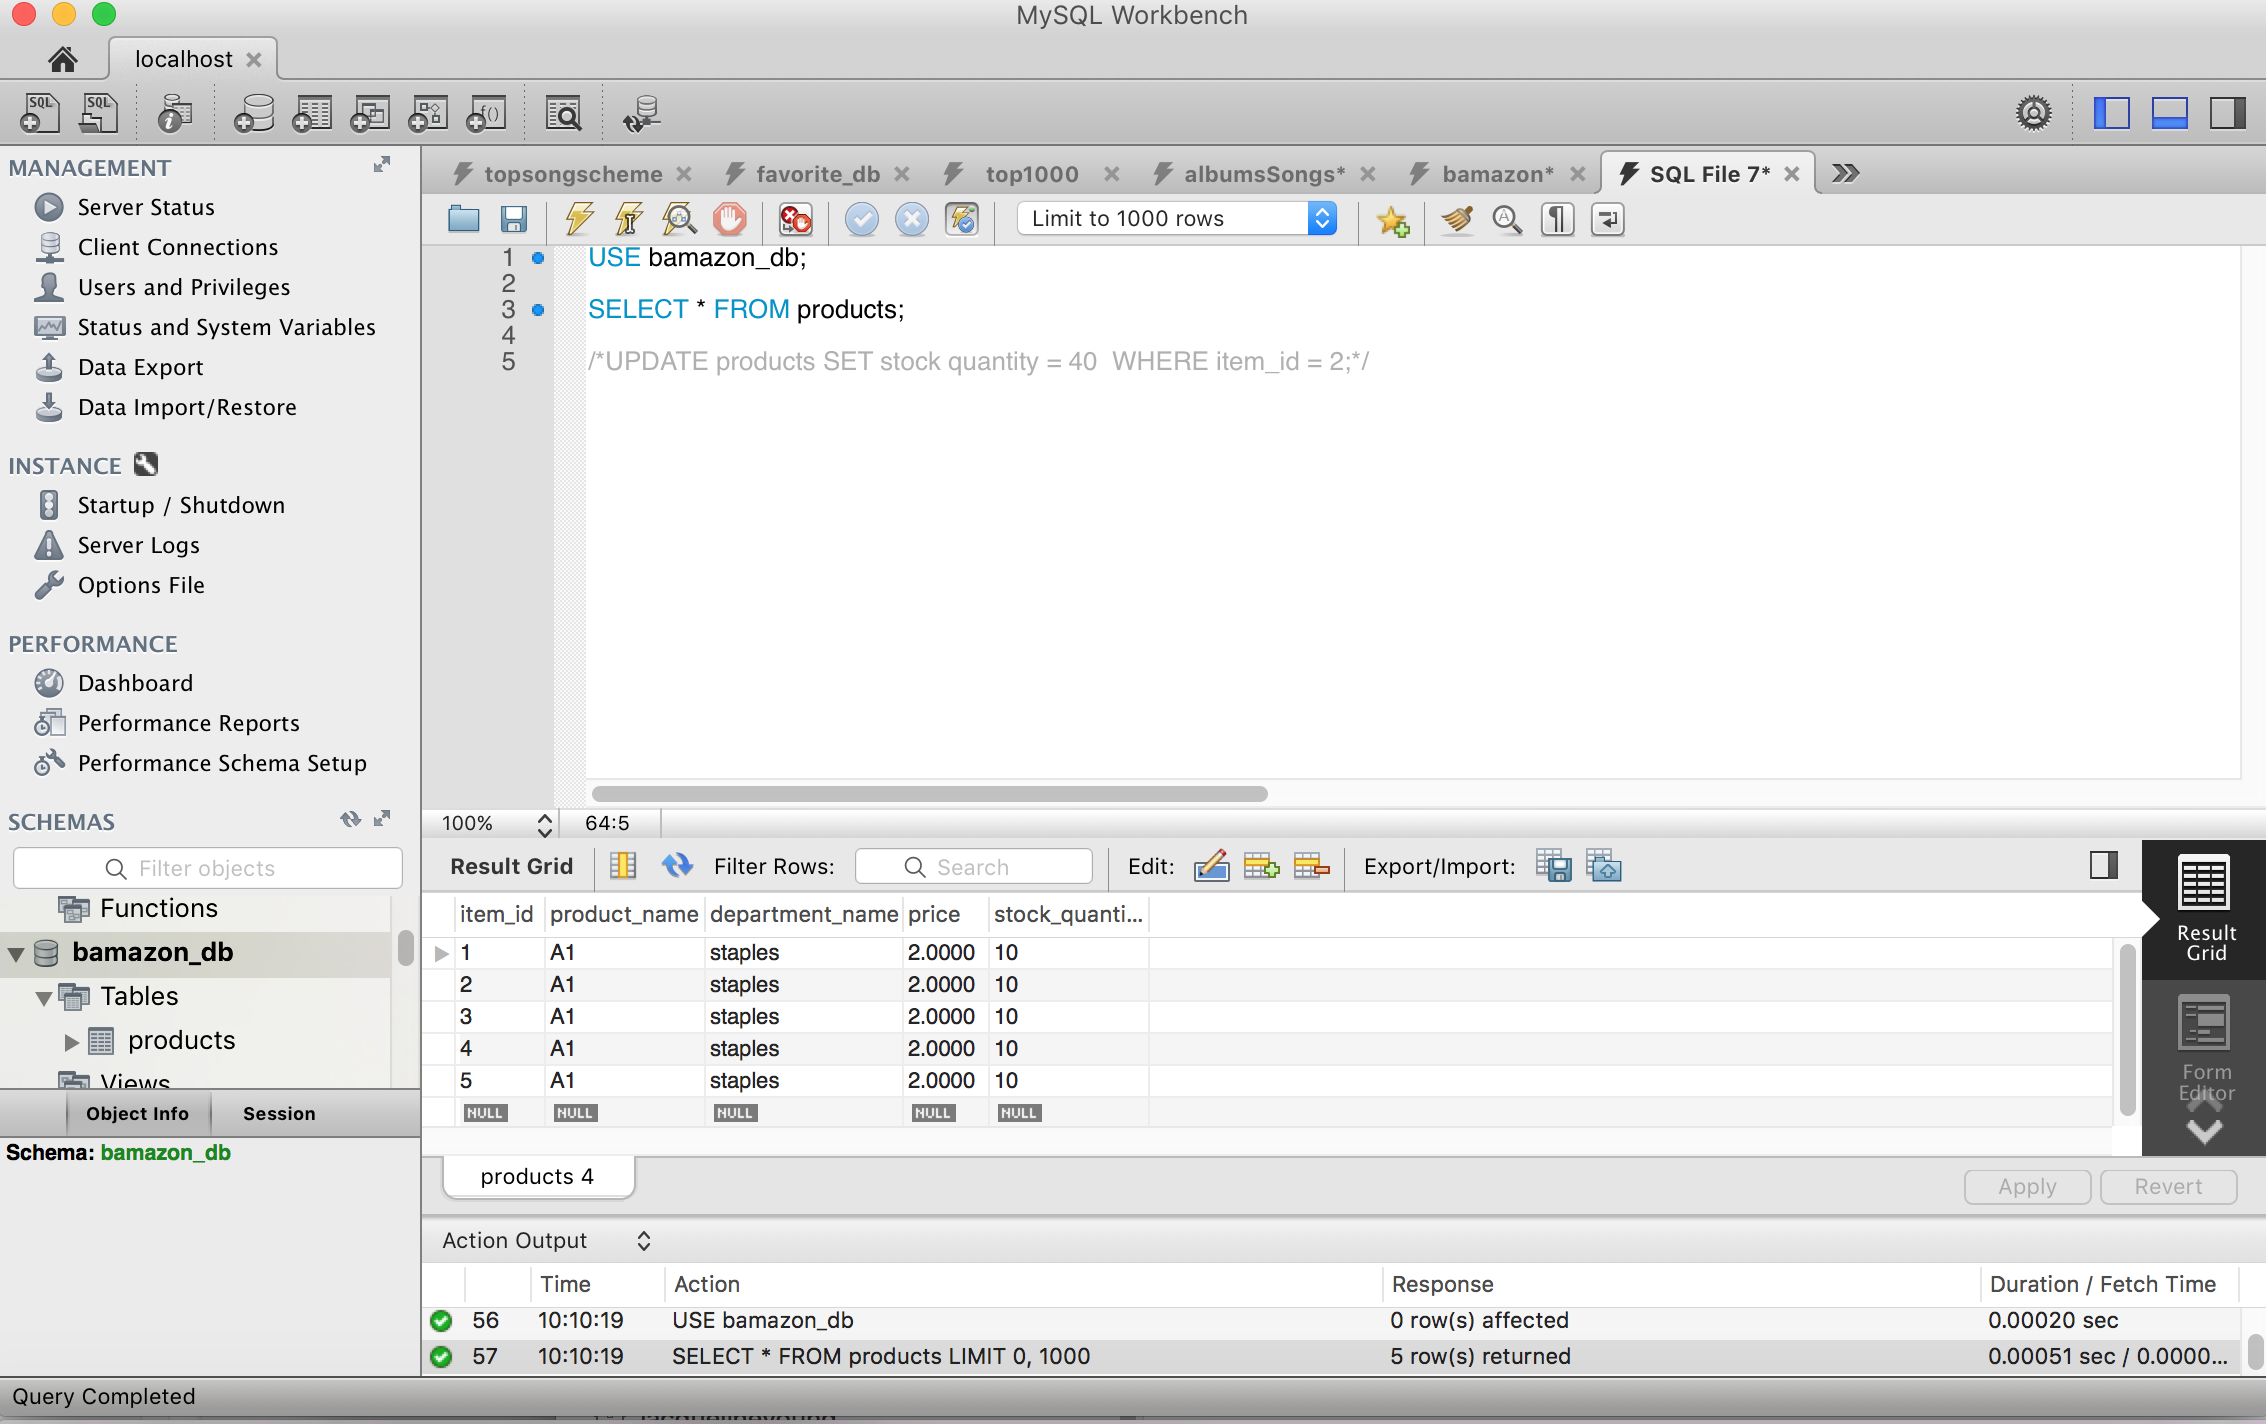 MySQL Workbench
localhost
SQL SQL
MANAGEMENT
Server Status
Client Connections
Users and Privileges
Status and System Variables
Data Export
Data Import/Restore
INSTANCE
Startup / Shutdown
Server Logs
Options File
PERFORMANCE
Dashboard
Performance Reports
Performance Schema Setup
SCHEMAS
Filter objects
Functions
bamazon_db
Tables
products
Views
Object Info Session
Schema: bamazon_db
topsongscheme favorite_db top1000 albumsSongs* bamazon* SQL File 7*
Limit to 1000 rows
1 USE bamazon_db;
2
3 SELECT * FROM products;
4
5 /*UPDATE products SET stock quantity = 40  WHERE item_id = 2;*/
100% 64:5
Result Grid Filter Rows: Search Edit: Export/Import:
item_id product_name department_name price stock_quanti...
1 A1 staples 2.0000 10
2 A1 staples 2.0000 10
3 A1 staples 2.0000 10
4 A1 staples 2.0000 10
5 A1 staples 2.0000 10
NULL NULL NULL NULL NULL
Result
Grid
Form
Editor
products 4
Apply Revert
Action Output
Time Action Response Duration / Fetch Time
56 10:10:19 USE bamazon_db 0 row(s) affected 0.00020 sec
57 10:10:19 SELECT * FROM products LIMIT 0, 1000 5 row(s) returned 0.00051 sec / 0.0000...
Query Completed